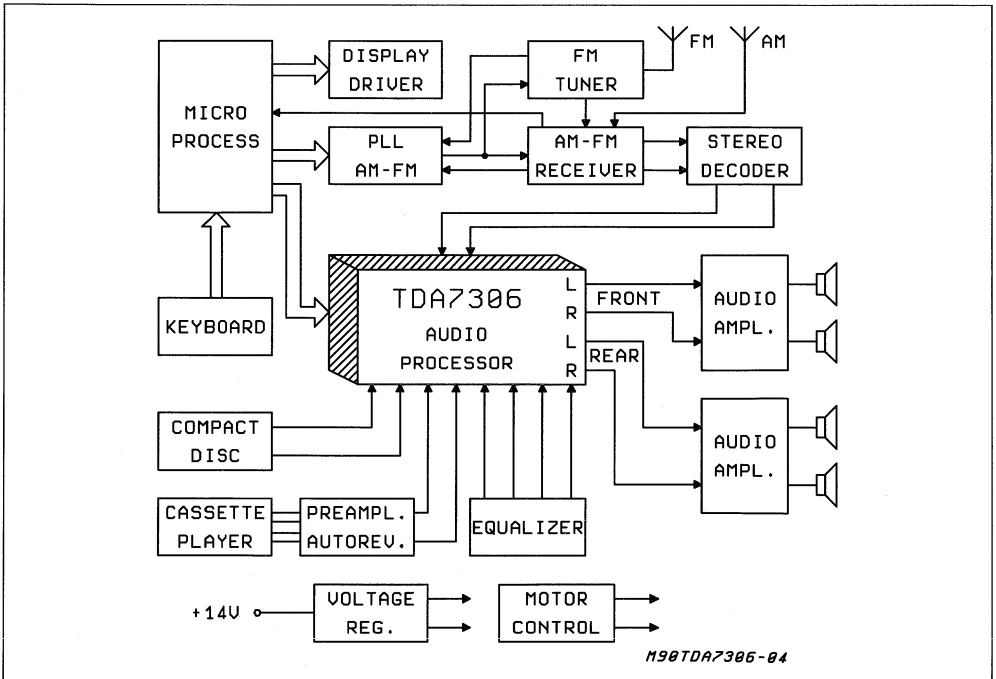 FM
AM
DISPLAY
DRIVER
FM
TUNER
MICRO
PROCESS
PLL
AM-FM
AM-FM
RECEIVER
STEREO
DECODER
KEYBOARD
TDA7306
AUDIO
PROCESSOR
L
R
L
R
FRONT
REAR
AUDIO
AMPL.
AUDIO
AMPL.
COMPACT
DISC
CASSETTE
PLAYER
PREAMPL.
AUTOREV.
EQUALIZER
+14V
VOLTAGE
REG.
MOTOR
CONTROL
M90TDA7306-04